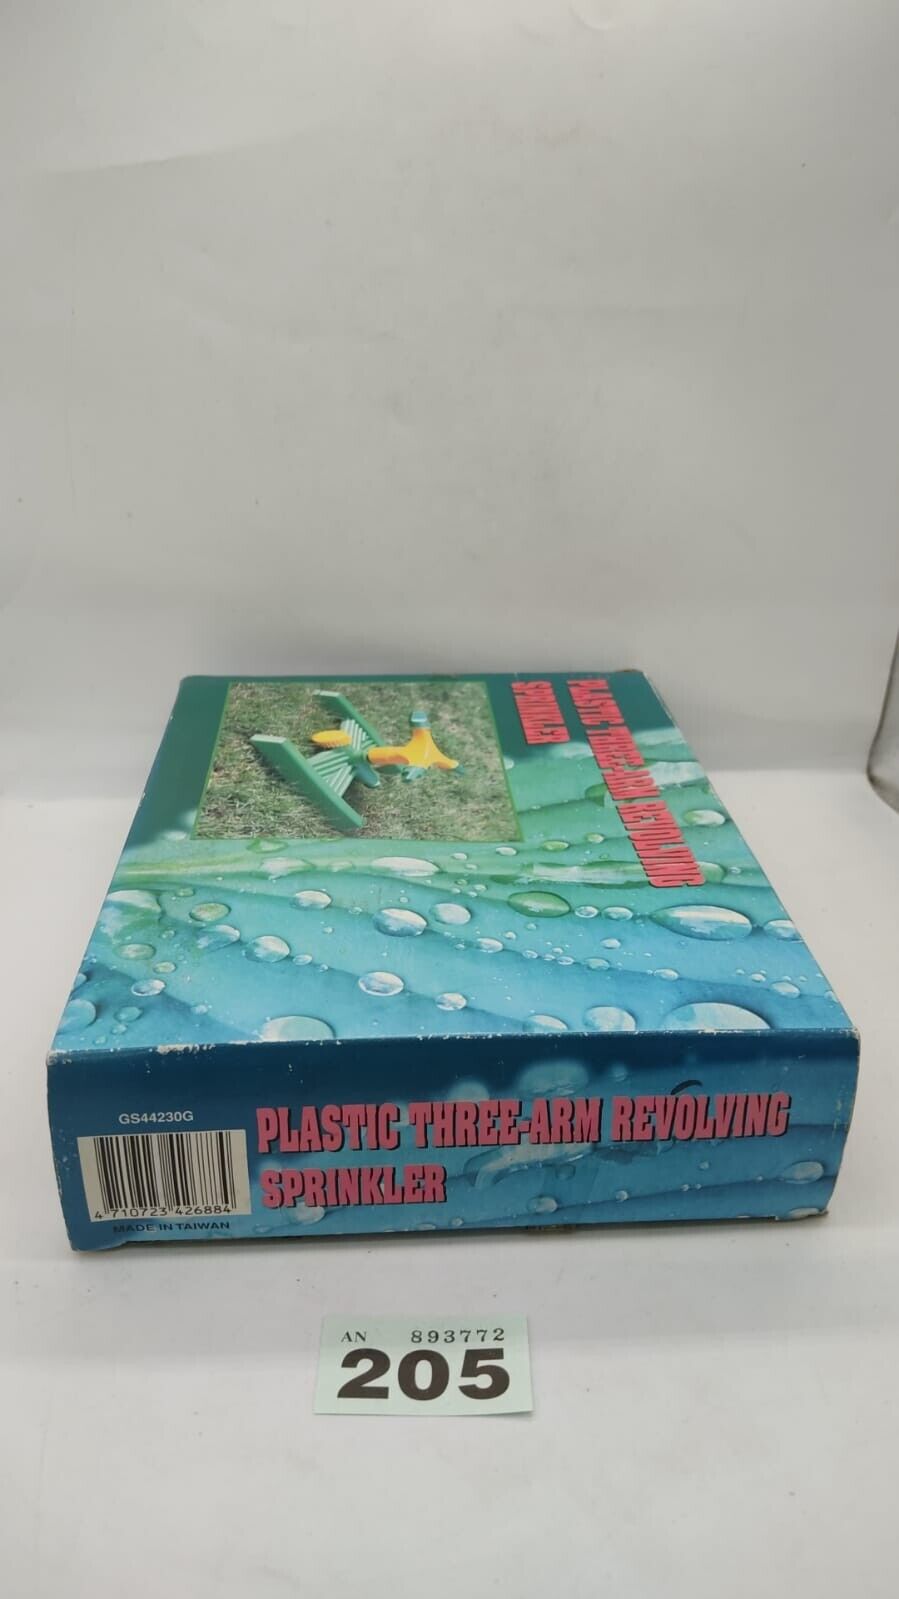 PLASTIC THREE-ARM REVOLVING
SPRINKLER
GS44230G
PLASTIC THREE-ARM REVOLVING
SPRINKLER
4 710723 426884
MADE IN TAIWAN
AN 893772
205